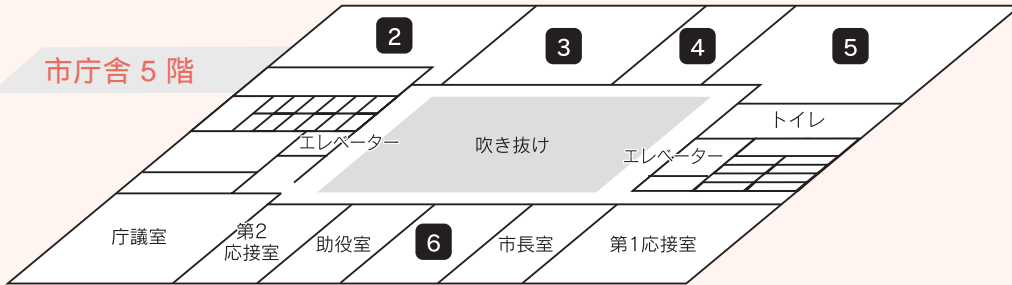 市庁舎 5 階
2
3
4
5
トイレ
エレベーター
吹き抜け
エレベーター
庁議室
第2
応接室
助役室
6
市長室
第1応接室